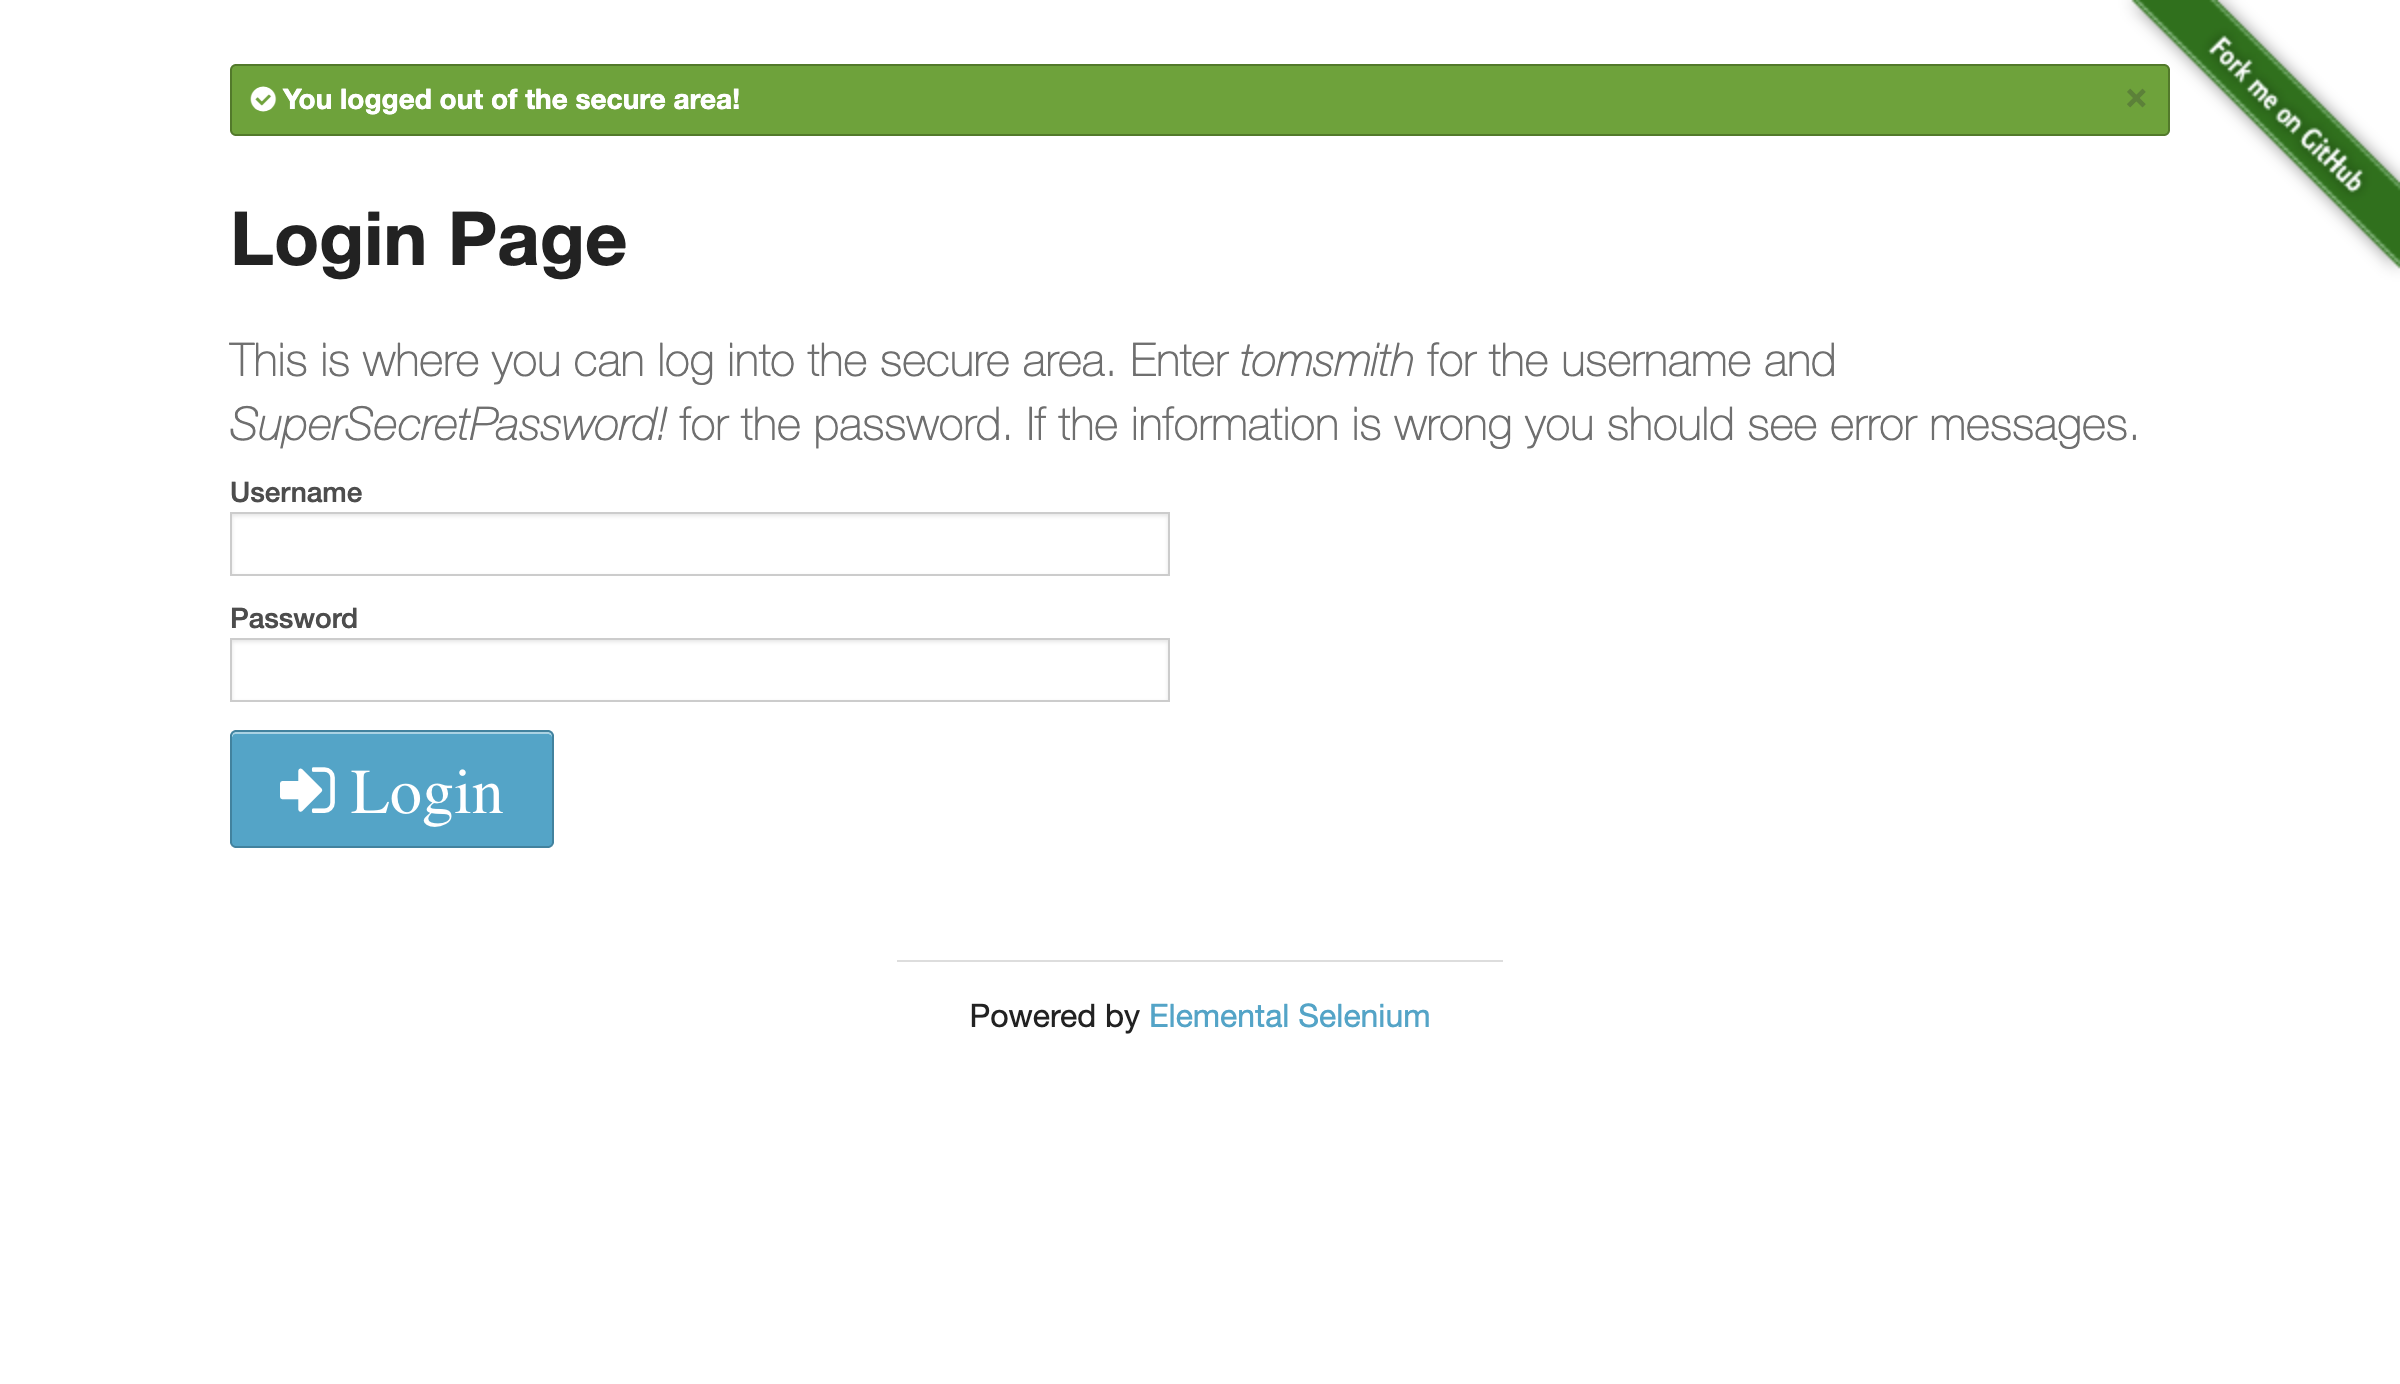 You logged out of the secure area!
×
Fork me on GitHub
Login Page
This is where you can log into the secure area. Enter tomsmith for the username and
SuperSecretPassword! for the password. If the information is wrong you should see error messages.
Username
Password
Login
Powered by Elemental Selenium